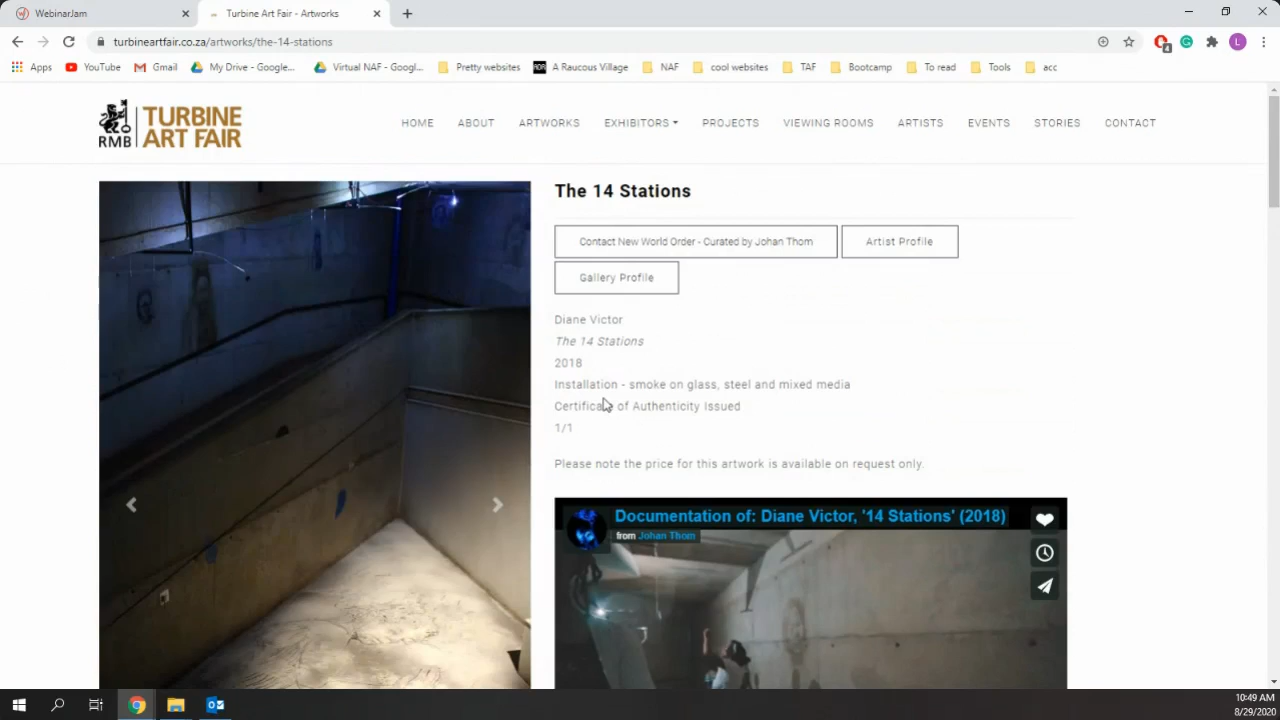 WebinarJam
Turbine Art Fair - Artworks
turbineartfair.co.za/artworks/the-14-stations
4
L
Apps
YouTube
Gmail
My Drive - Google...
Virtual NAF - Googl...
Pretty websites
A Raucous Village
NAF
cool websites
TAF
Bootcamp
To read
Tools
acc
RMB
TURBINE
ART FAIR
HOME
ABOUT
ARTWORKS
EXHIBITORS
PROJECTS
VIEWING ROOMS
ARTISTS
EVENTS
STORIES
CONTACT
The 14 Stations
Contact New World Order - Curated by Johan Thom
Artist Profile
Gallery Profile
Diane Victor
The 14 Stations
2018
Installation - smoke on glass, steel and mixed media
Certificate of Authenticity Issued
1/1
Please note the price for this artwork is available on request only.
Documentation of: Diane Victor, '14 Stations' (2018)
from Johan Thom
10:49 AM
8/29/2020